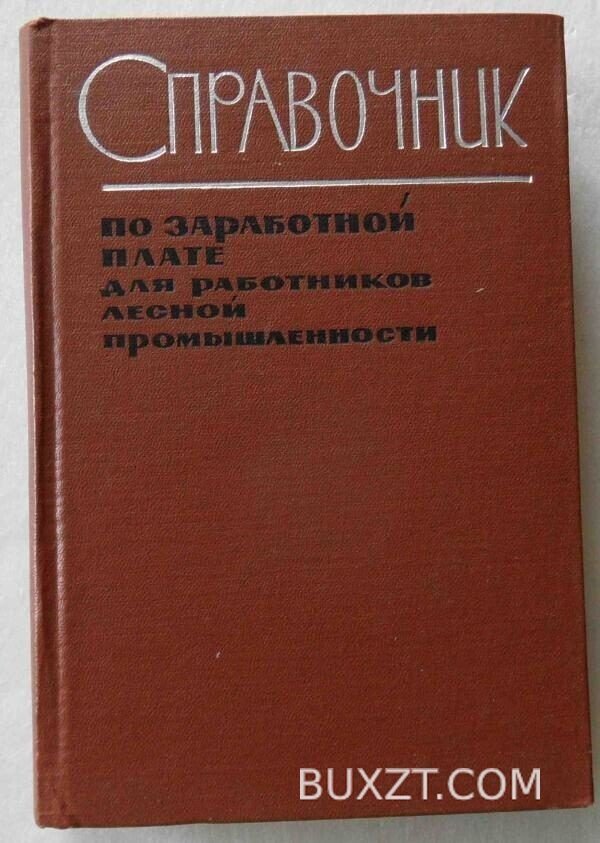 СПРАВОЧНИК
ПО ЗАРАБОТНОЙ
ПЛАТЕ
ДЛЯ РАБОТНИКОВ
ЛЕСНОЙ
ПРОМЫШЛЕННОСТИ
BUXZT.COM